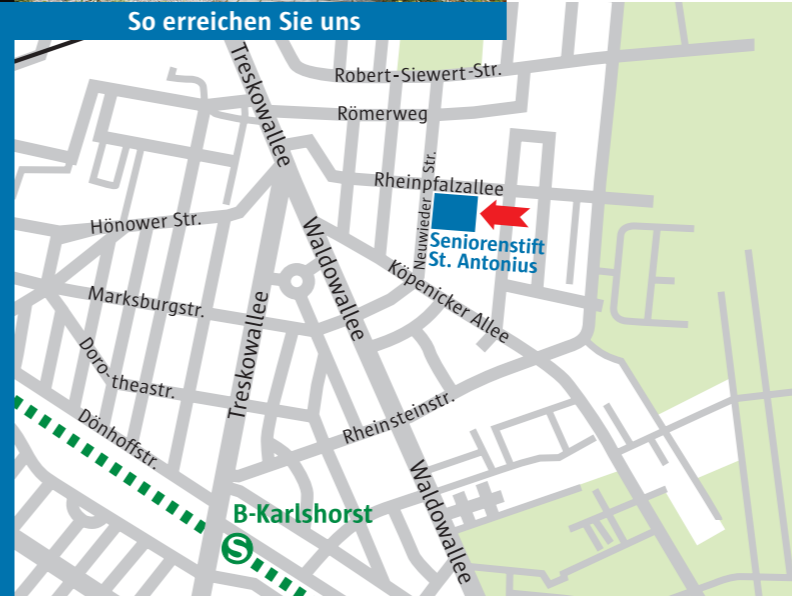 So erreichen Sie uns
Treskowallee
Robert-Siewert-Str.
Römerweg
Rheinpfalzallee
Neuwieder Str.
Seniorenstift
St. Antonius
Hönower Str.
Waldowallee
Köpenicker Allee
Marksburgstr.
Treskowallee
Doro-theastr.
Rheinsteinstr.
Dönhoffstr.
Waldowallee
B-Karlshorst
S